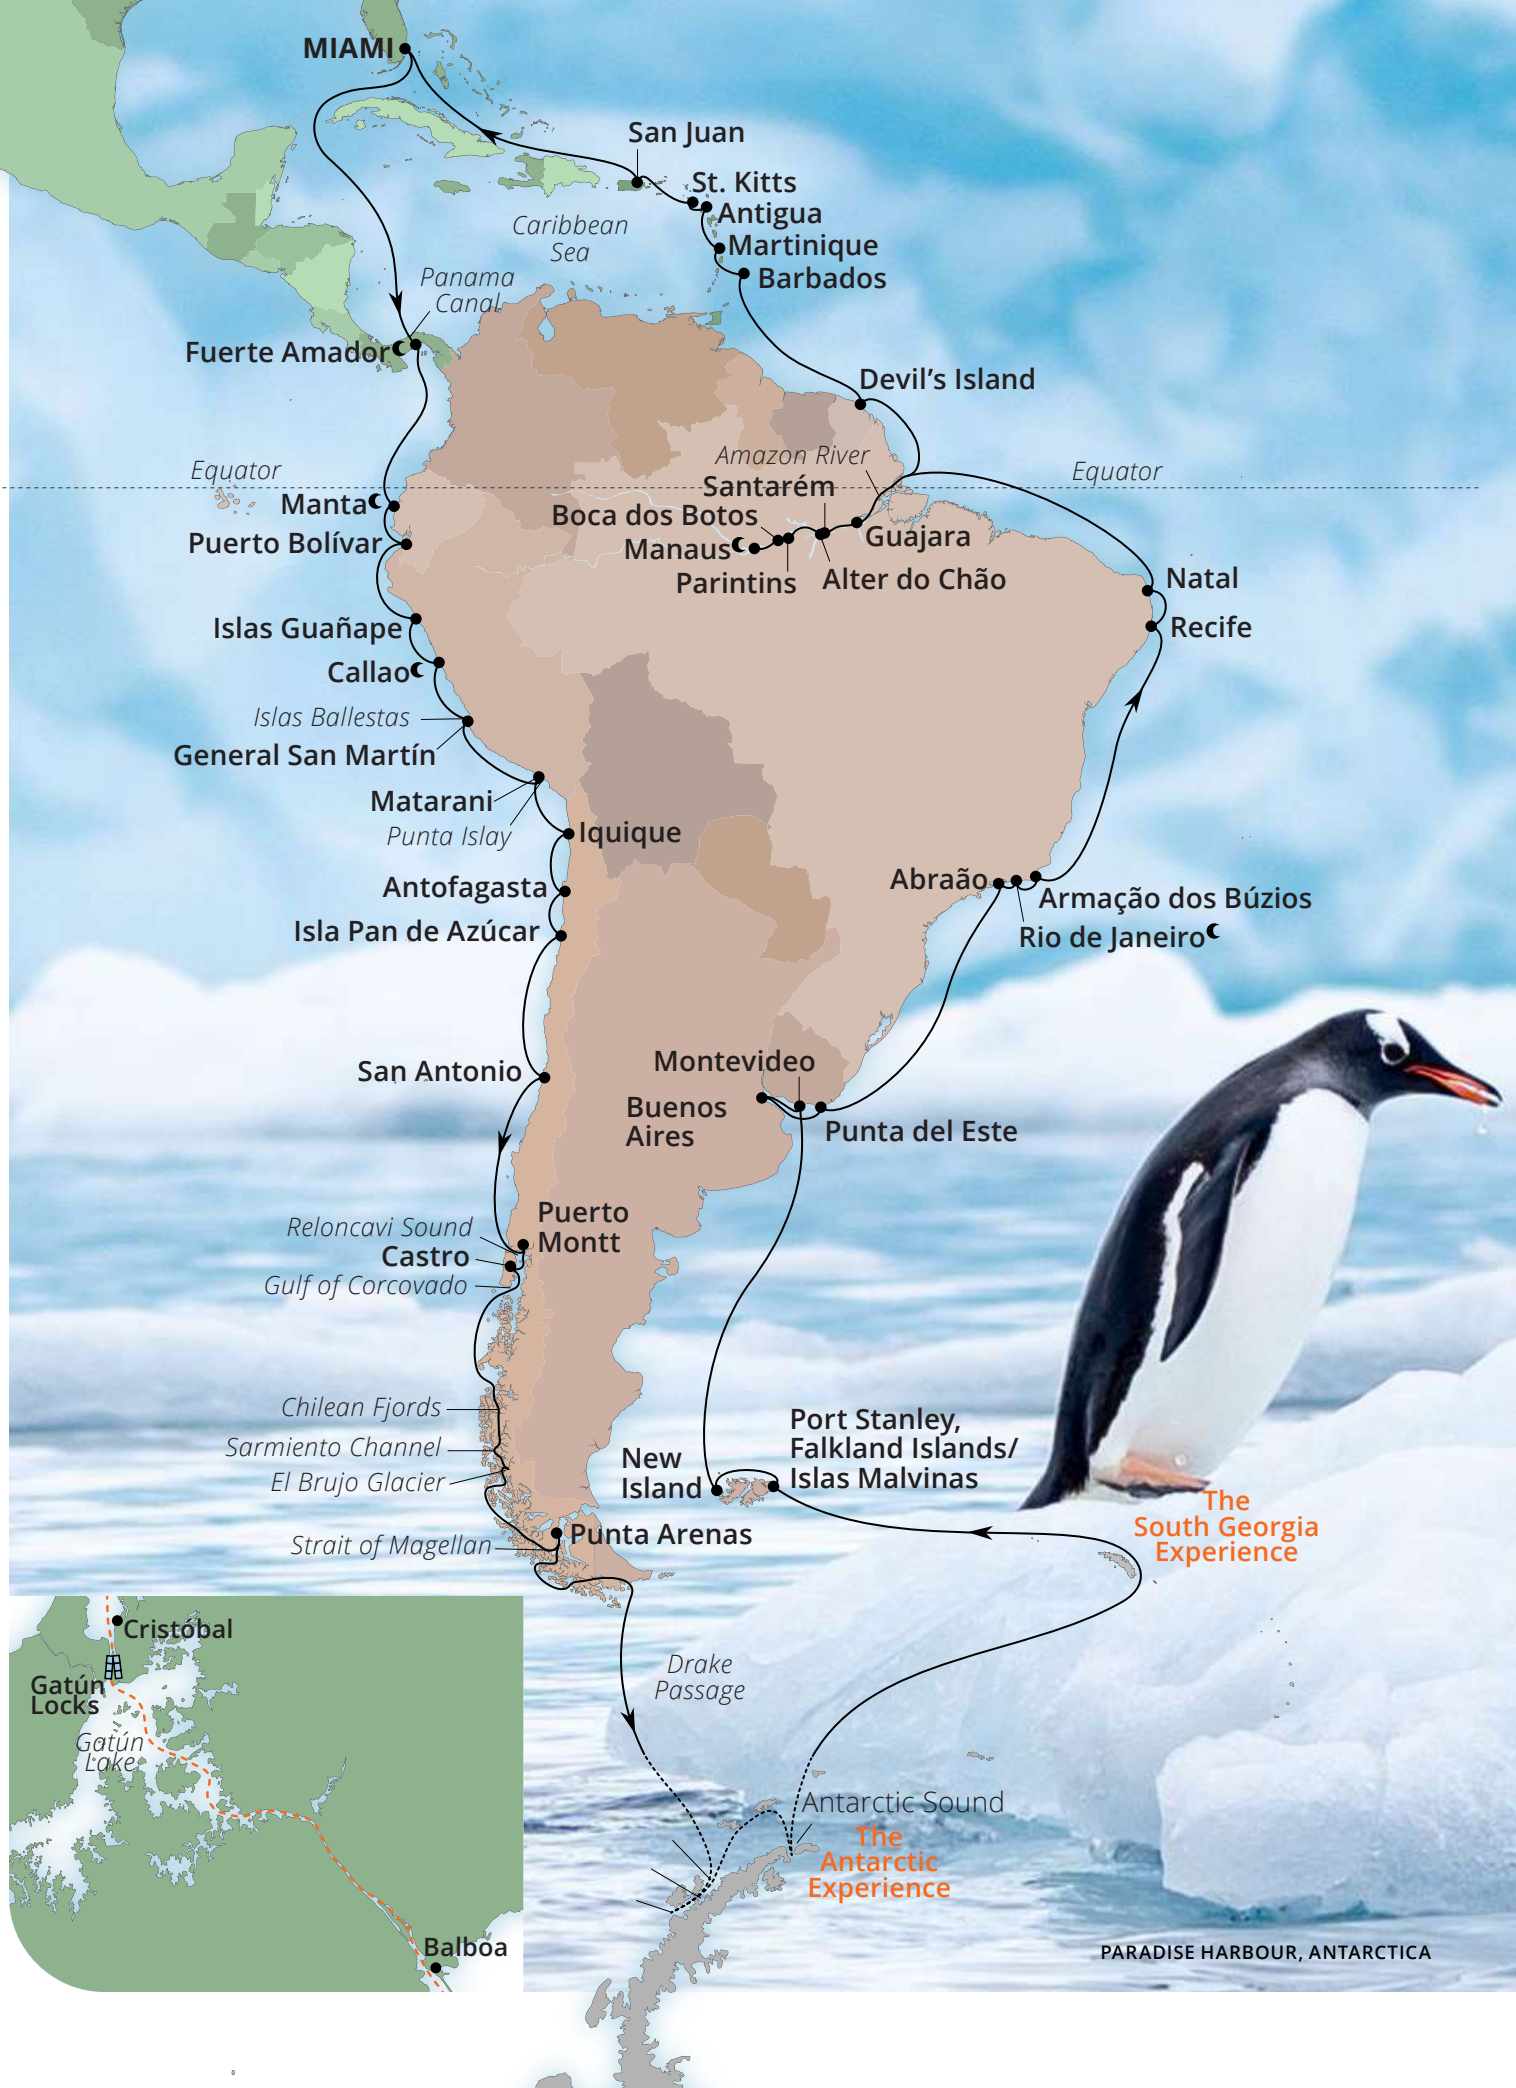 MIAMI
San Juan
St. Kitts
Antigua
Caribbean
Sea
Martinique
Barbados
Panama
Canal
Fuerte Amador
Devil's Island
Amazon River
Equator
Equator
Santarém
Manta
Boca dos Botos
Puerto Bolívar
Guajara
Manaus
Parintins
Alter do Chão
Natal
Islas Guañape
Recife
Callao
Islas Ballestas
General San Martín
Matarani
Punta Islay
Iquique
Antofagasta
Abraão
Armação dos Búzios
Isla Pan de Azúcar
Rio de Janeiro
San Antonio
Montevideo
Buenos
Aires
Punta del Este
Puerto
Montt
Reloncavi Sound
Castro
Gulf of Corcovado
Chilean Fjords
Sarmiento Channel
El Brujo Glacier
New
Island
Port Stanley,
Falkland Islands/
Islas Malvinas
The
South Georgia
Experience
Punta Arenas
Strait of Magellan
Cristóbal
Gatún
Locks
Gatún
Lake
Balboa
Drake
Passage
Antarctic Sound
The
Antarctic
Experience
PARADISE HARBOUR, ANTARCTICA